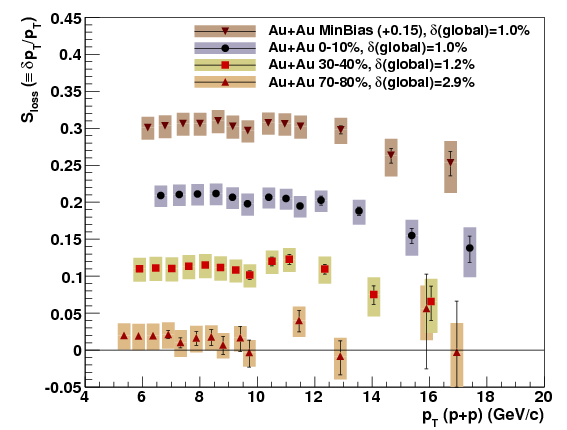 Au+Au MinBias (+0.15), δ(global)=1.0%
Au+Au 0-10%, δ(global)=1.0%
Au+Au 30-40%, δ(global)=1.2%
Au+Au 70-80%, δ(global)=2.9%
S_loss (≡ δp_T/p_T)
0.45
0.4
0.35
0.3
0.25
0.2
0.15
0.1
0.05
0
-0.05
4 6 8 10 12 14 16 18 20
p_T (p+p) (GeV/c)